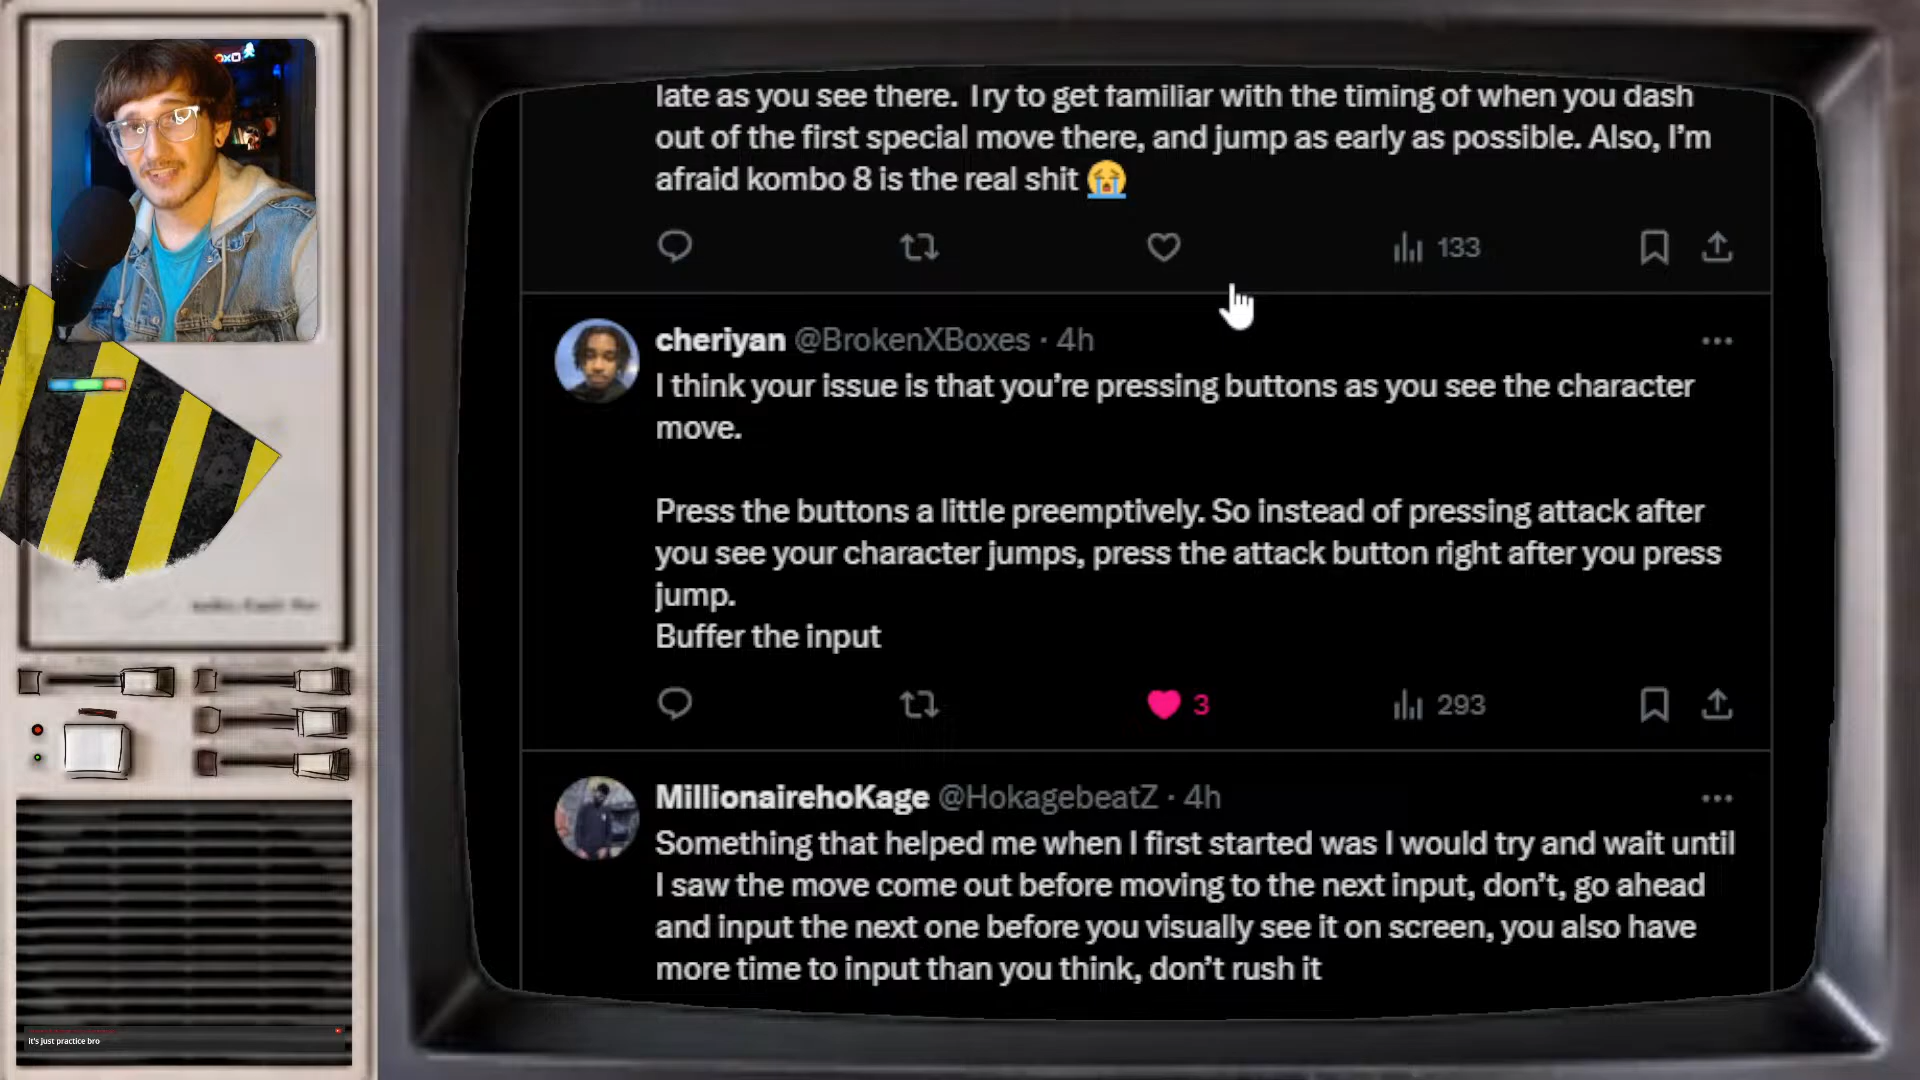 late as you see there. Try to get familiar with the timing of when you dash
out of the first special move there, and jump as early as possible. Also, I'm
afraid kombo 8 is the real shit 😭
133
cheriyan @BrokenXBoxes · 4h
I think your issue is that you're pressing buttons as you see the character
move.
Press the buttons a little preemptively. So instead of pressing attack after
you see your character jumps, press the attack button right after you press
jump.
Buffer the input
3
293
MillionairehoKage @HokagebeatZ · 4h
Something that helped me when I first started was I would try and wait until
I saw the move come out before moving to the next input, don't, go ahead
and input the next one before you visually see it on screen, you also have
more time to input than you think, don't rush it
it's just practice bro